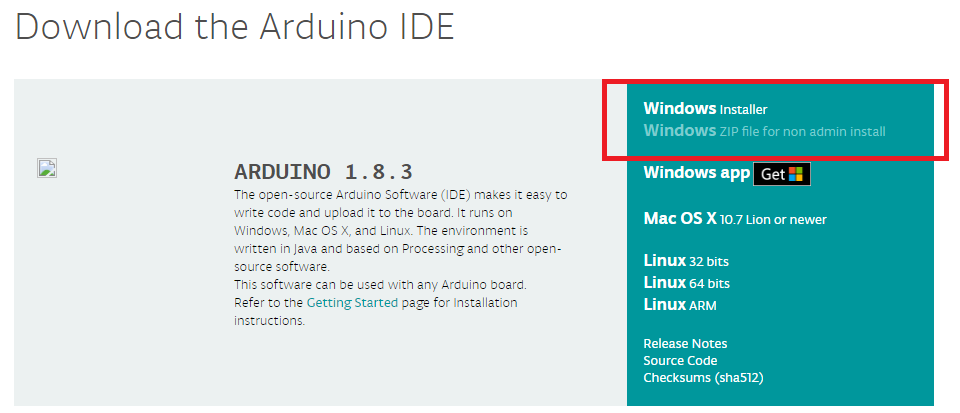 Download the Arduino IDE
ARDUINO 1.8.3
The open-source Arduino Software (IDE) makes it easy to
write code and upload it to the board. It runs on
Windows, Mac OS X, and Linux. The environment is
written in Java and based on Processing and other open-
source software.
This software can be used with any Arduino board.
Refer to the Getting Started page for Installation
instructions.
Windows Installer
Windows ZIP file for non admin install
Windows app Get
Mac OS X 10.7 Lion or newer
Linux 32 bits
Linux 64 bits
Linux ARM
Release Notes
Source Code
Checksums (sha512)